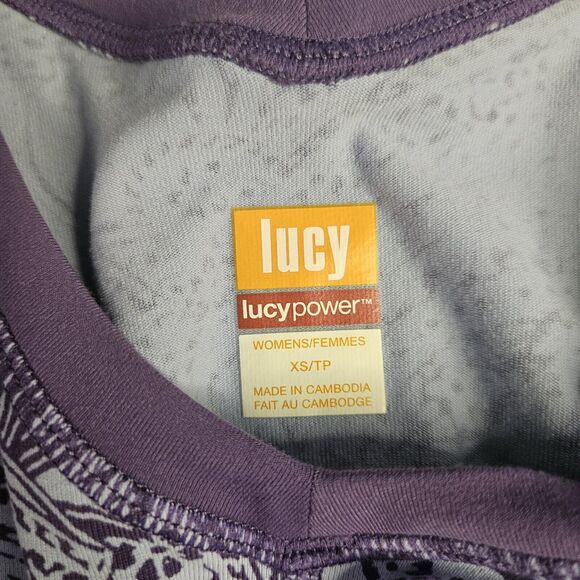 lucy
lucypower™
WOMENS/FEMMES
XS/TP
MADE IN CAMBODIA
FAIT AU CAMBODGE